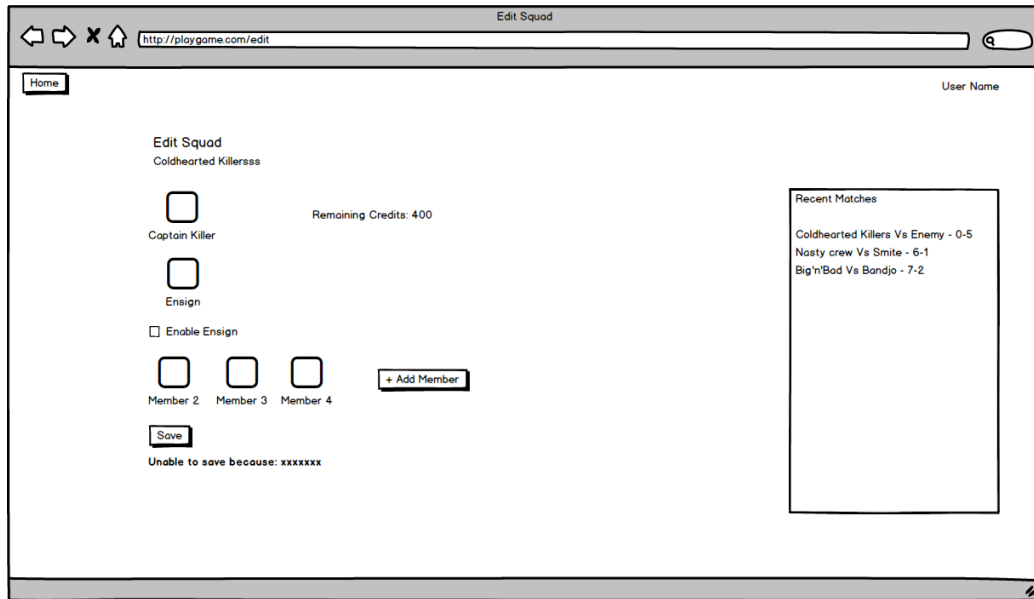 Edit Squad
http://playgame.com/edit
Home
User Name
Edit Squad
Coldhearted Killersss
Captain Killer
Remaining Credits: 400
Ensign
Enable Ensign
Member 2 Member 3 Member 4
+ Add Member
Save
Unable to save because: xxxxxxx
Recent Matches
Coldhearted Killers Vs Enemy - 0-5
Nasty crew Vs Smite - 6-1
Big'n'Bad Vs Bandjo - 7-2